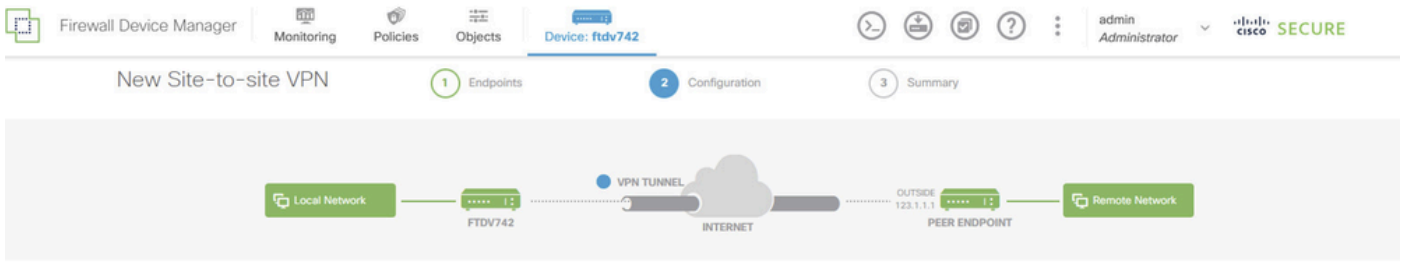 Firewall Device Manager
Monitoring
Policies
Objects
Device: ftdv742
admin
Administrator
CISCO SECURE
New Site-to-site VPN
1 Endpoints
2 Configuration
3 Summary
VPN TUNNEL
Local Network
FTDV742
INTERNET
OUTSIDE
123.1.1.1
PEER ENDPOINT
Remote Network